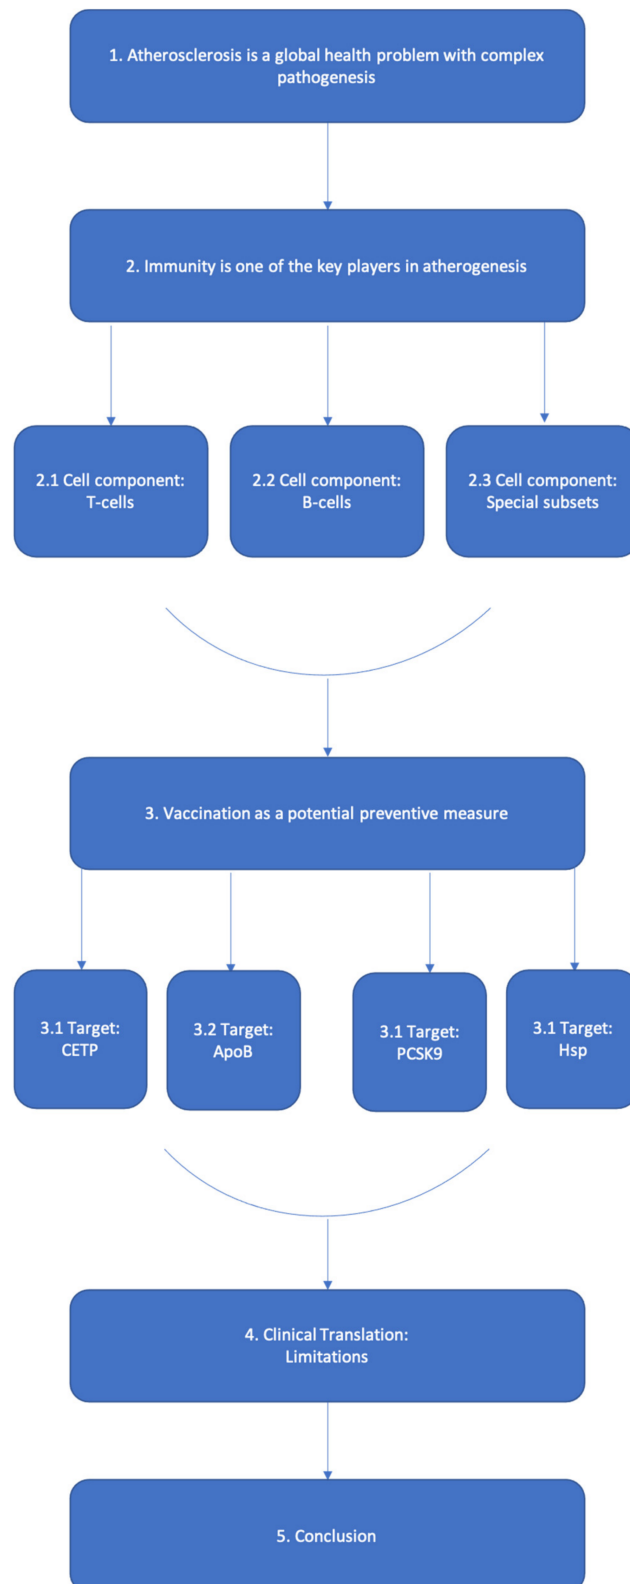 1. Atherosclerosis is a global health problem with complex
pathogenesis
2. Immunity is one of the key players in atherogenesis
2.1 Cell component:
T-cells
2.2 Cell component:
B-cells
2.3 Cell component:
Special subsets
3. Vaccination as a potential preventive measure
3.1 Target:
CETP
3.2 Target:
ApoB
3.1 Target:
PCSK9
3.1 Target:
Hsp
4. Clinical Translation:
Limitations
5. Conclusion